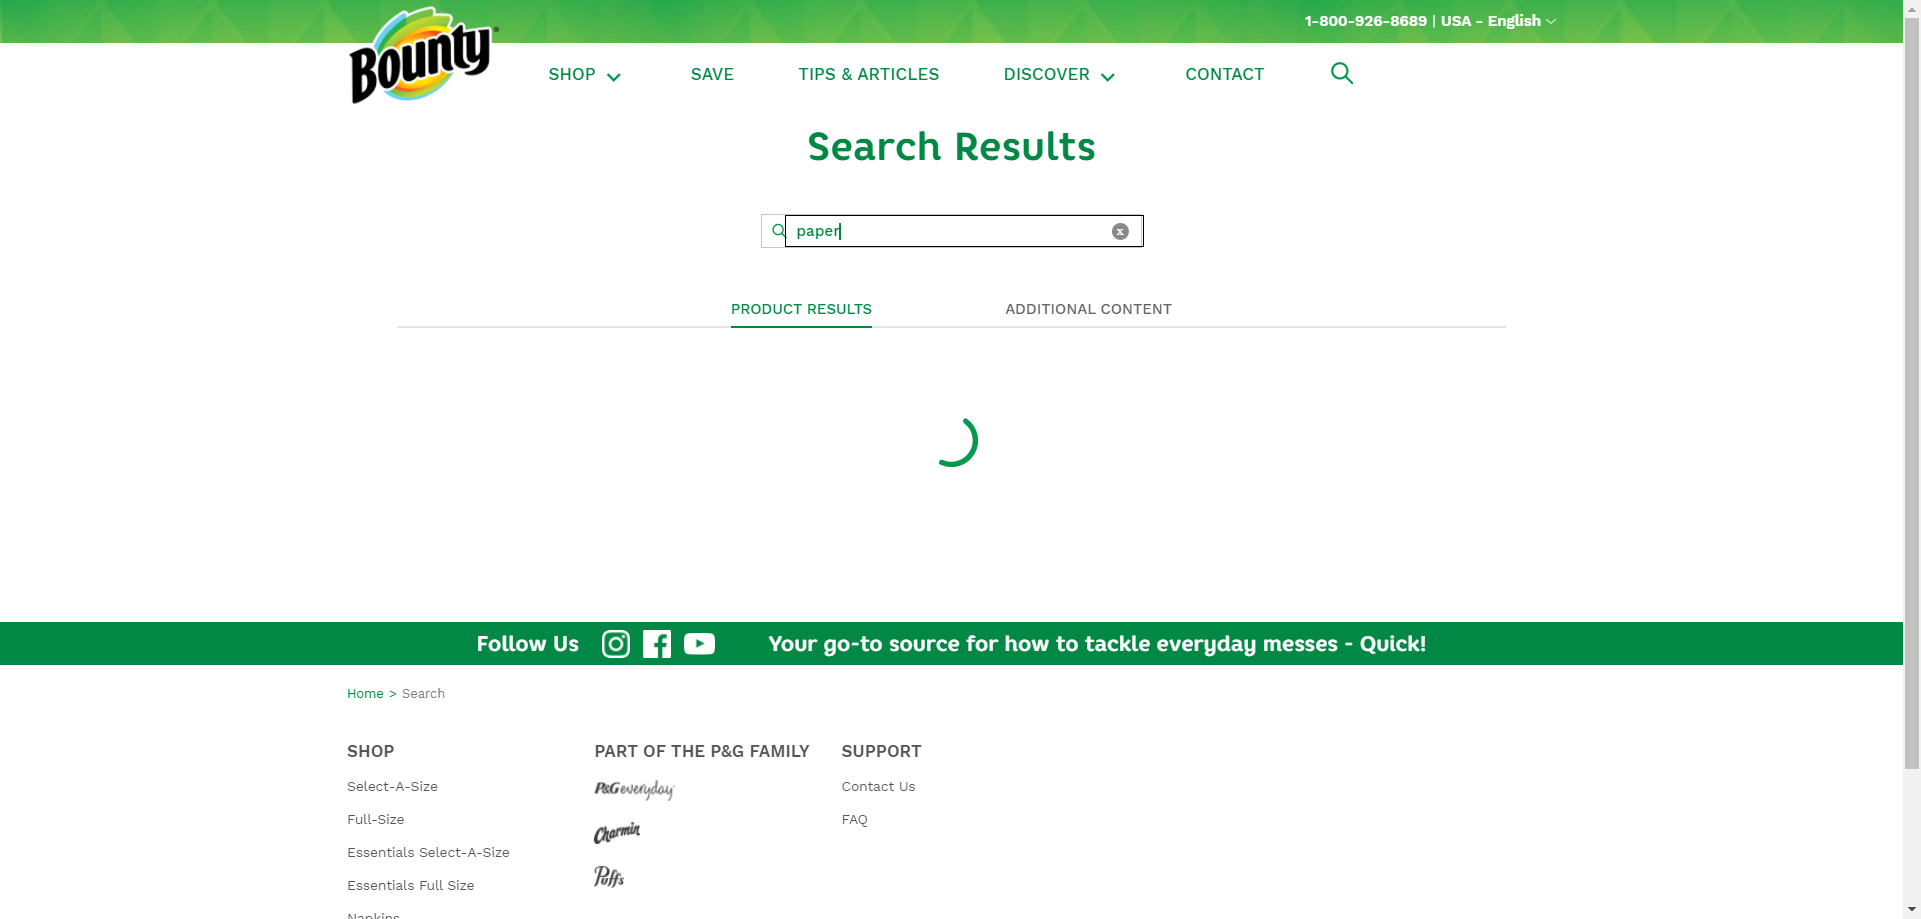 1-800-926-8689 | USA - English
Bounty®
SHOP SAVE TIPS & ARTICLES DISCOVER CONTACT
Search Results
paper
x
PRODUCT RESULTS ADDITIONAL CONTENT
Follow Us Your go-to source for how to tackle everyday messes - Quick!
Home > Search
SHOP
Select-A-Size
Full-Size
Essentials Select-A-Size
Essentials Full Size
Napkins
PART OF THE P&G FAMILY
P&G everyday
Charmin
Puffs
SUPPORT
Contact Us
FAQ